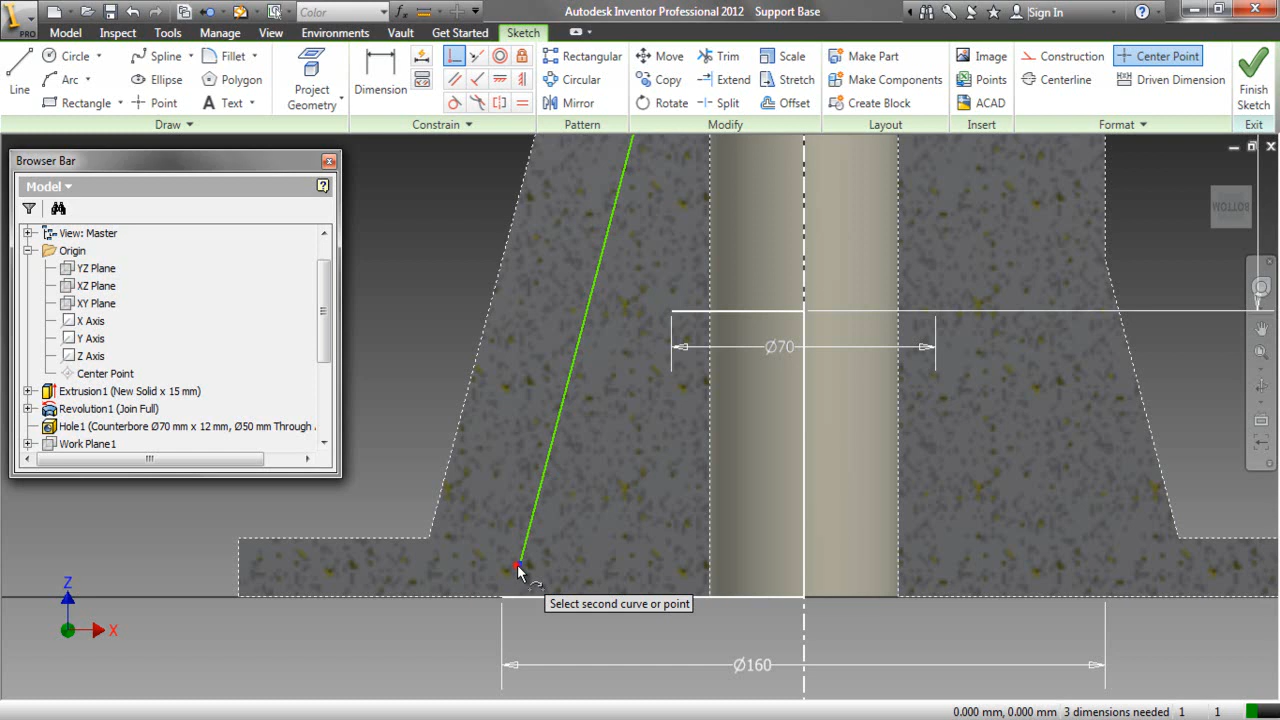 PRO
Color
Autodesk Inventor Professional 2012 Support Base
Sign In
Model Inspect Tools Manage View Environments Vault Get Started Sketch
Line
Circle
Arc
Rectangle
Spline
Ellipse
Point
Fillet
Polygon
Text
Project
Geometry
Dimension
Rectangular
Circular
Mirror
Move
Copy
Rotate
Trim
Extend
Split
Scale
Stretch
Offset
Make Part
Make Components
Create Block
Image
Points
ACAD
Construction
Centerline
Center Point
Driven Dimension
Finish
Sketch
Draw
Constrain
Pattern
Modify
Layout
Insert
Format
Exit
Browser Bar
Model
View: Master
Origin
YZ Plane
XZ Plane
XY Plane
X Axis
Y Axis
Z Axis
Center Point
Extrusion1 (New Solid x 15 mm)
Revolution1 (Join Full)
Hole1 (Counterbore Ø70 mm x 12 mm, Ø50 mm Through
Work Plane1
BOTTOM
Ø70
Select second curve or point
Z
X
Ø160
0.000 mm, 0.000 mm 3 dimensions needed 1 1